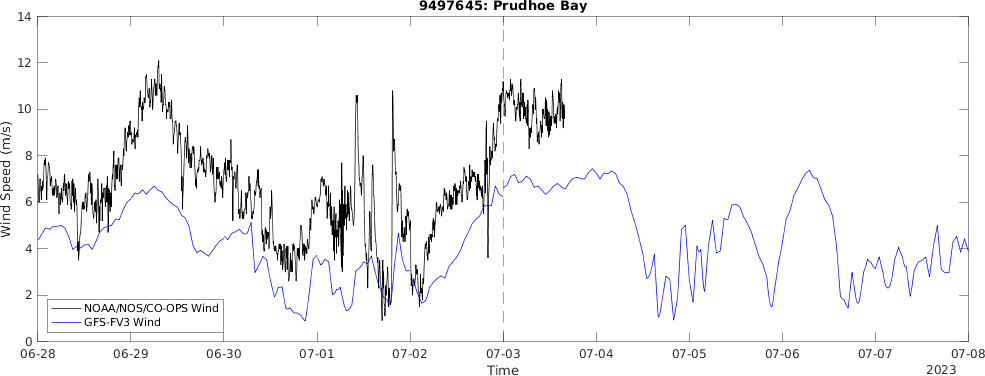 9497645: Prudhoe Bay
14
12
10
8
6
4
2
0
Wind Speed (m/s)
NOAA/NOS/CO-OPS Wind
GFS-FV3 Wind
06-28 06-29 06-30 07-01 07-02 07-03 07-04 07-05 07-06 07-07 07-08
Time
2023